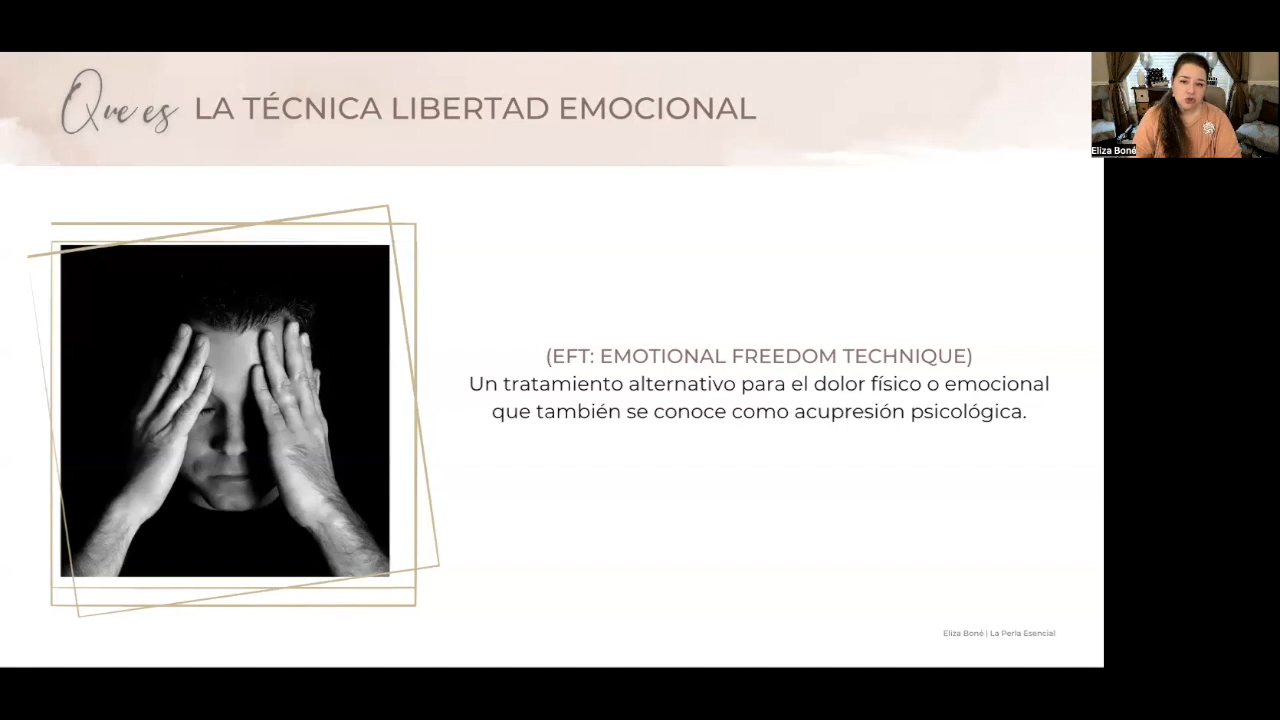 Que es LA TÉCNICA LIBERTAD EMOCIONAL
Eliza Boné
(EFT: EMOTIONAL FREEDOM TECHNIQUE)
Un tratamiento alternativo para el dolor físico o emocional
que también se conoce como acupresión psicológica.
Eliza Boné | La Perla Esencial